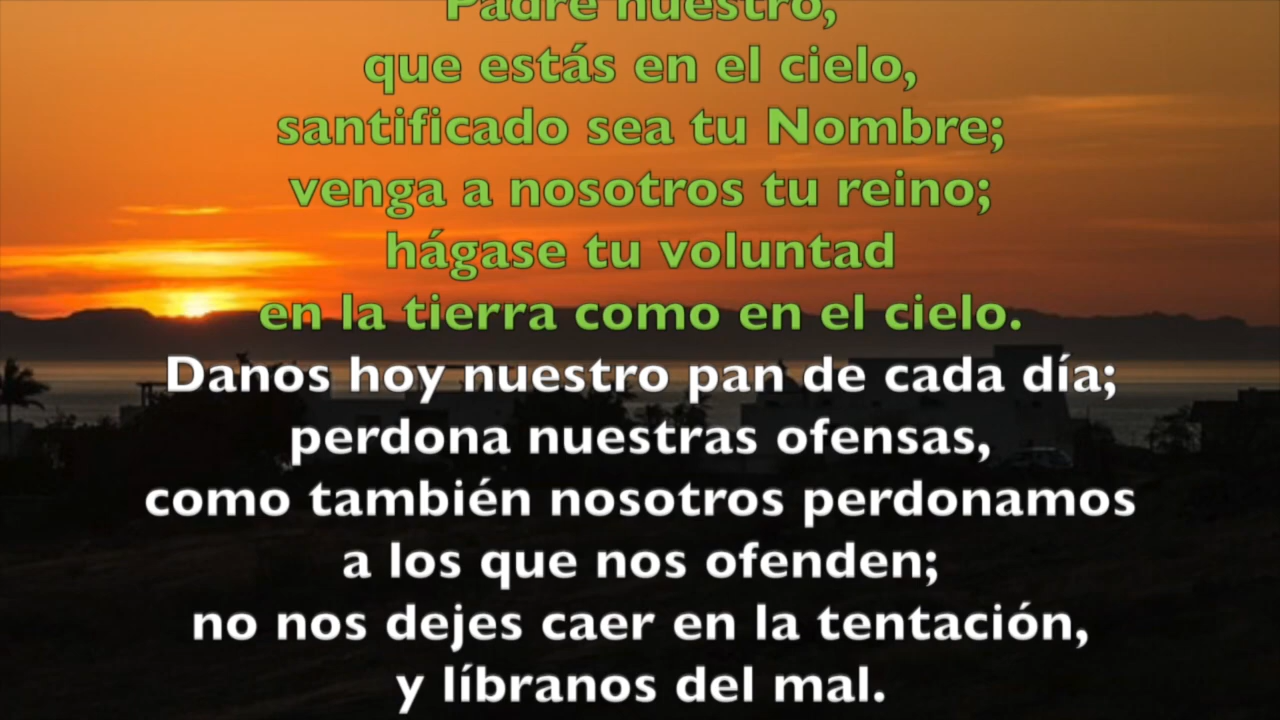 Padre nuestro,
que estás en el cielo,
santificado sea tu Nombre;
venga a nosotros tu reino;
hágase tu voluntad
en la tierra como en el cielo.
Danos hoy nuestro pan de cada día;
perdona nuestras ofensas,
como también nosotros perdonamos
a los que nos ofenden;
no nos dejes caer en la tentación,
y líbranos del mal.